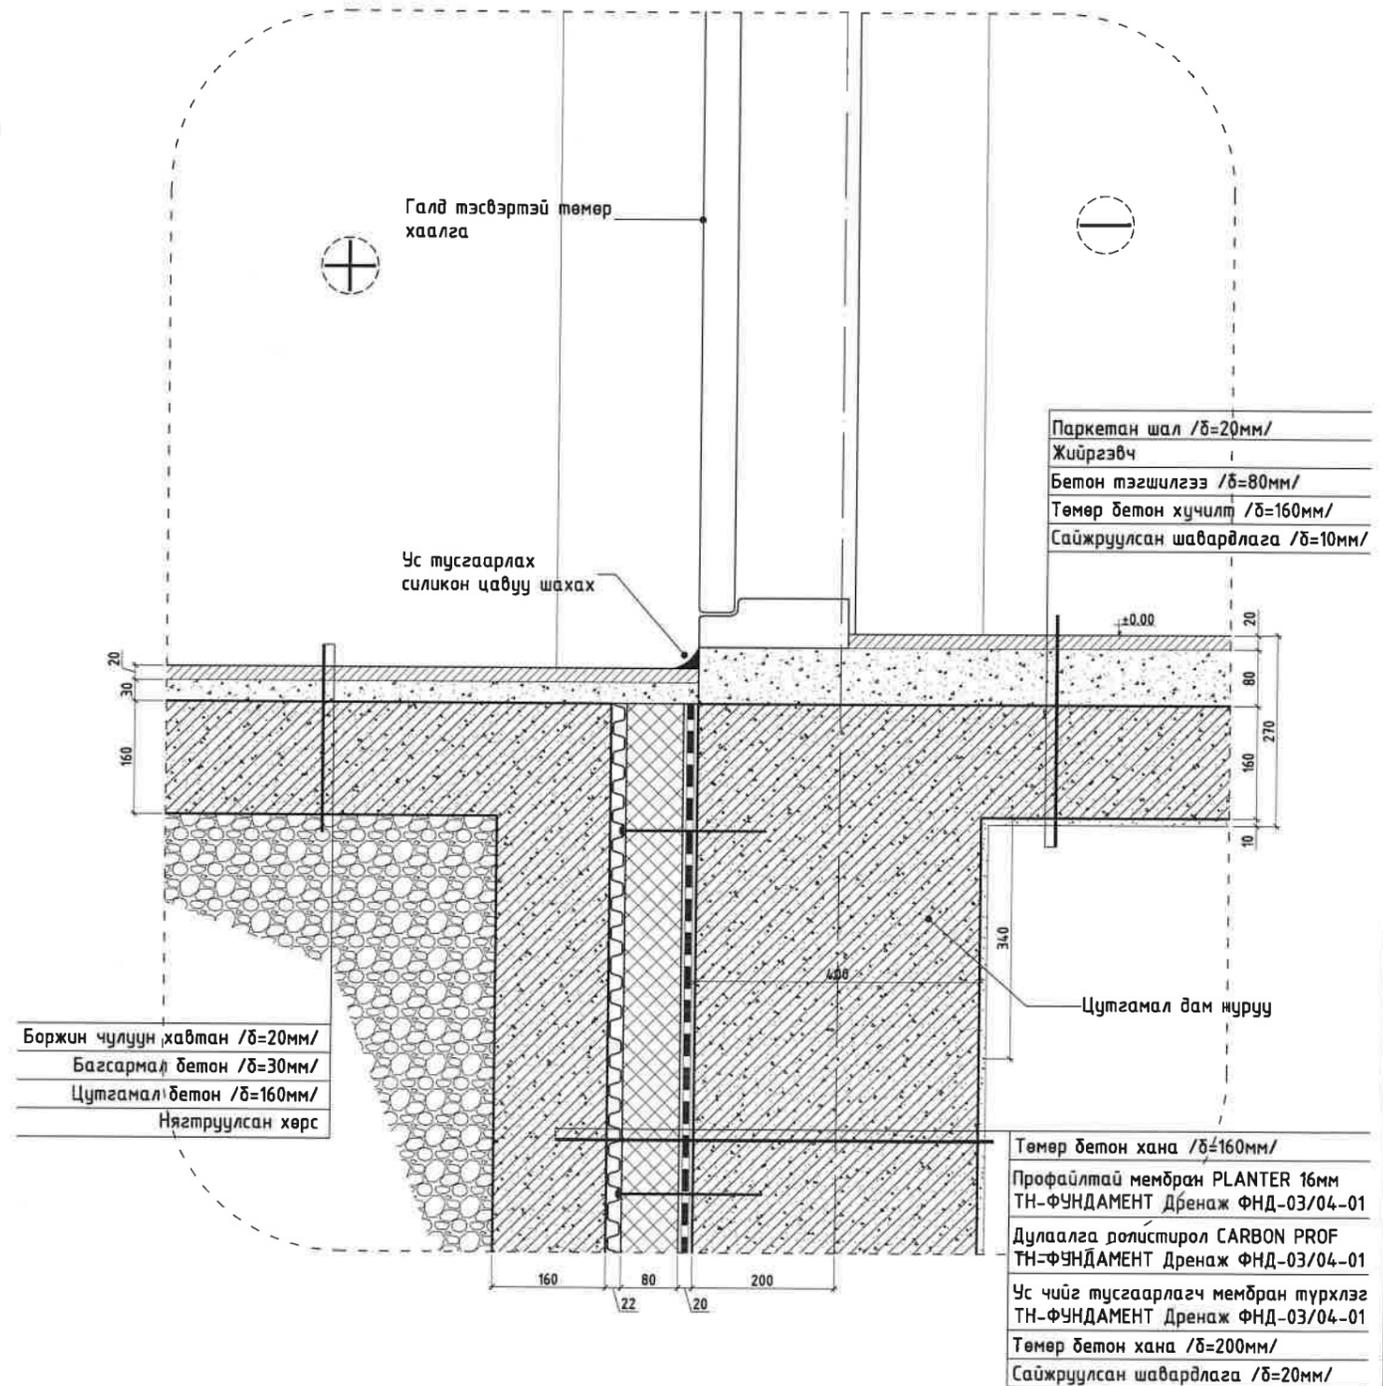 Галд тэсвэртэй төмөр
хаалга
Паркетан шал /δ=20мм/
Жийргэвч
Бетон тэгшилгээ /δ=80мм/
Төмөр бетон хучилт /δ=160мм/
Сайжруулсан шавардлага /δ=10мм/
Ус тусгаарлах
силикон цавуу шахах
±0.00
20
30
160
20
80
160
10
270
340
400
Цутгамал дам нуруу
Боржин чулуун хавтан /δ=20мм/
Багсармал бетон /δ=30мм/
Цутгамал бетон /δ=160мм/
Нягтруулсан хөрс
Төмөр бетон хана /δ=160мм/
Профайлтай мембран PLANTER 16мм
ТН-ФУНДАМЕНТ Дренаж ФНД-03/04-01
Дулаалга полистирол CARBON PROF
ТН-ФУНДАМЕНТ Дренаж ФНД-03/04-01
Ус чийг тусгаарлагч мембран түрхлэг
ТН-ФУНДАМЕНТ Дренаж ФНД-03/04-01
Төмөр бетон хана /δ=200мм/
Сайжруулсан шавардлага /δ=20мм/
160
22
80
20
200